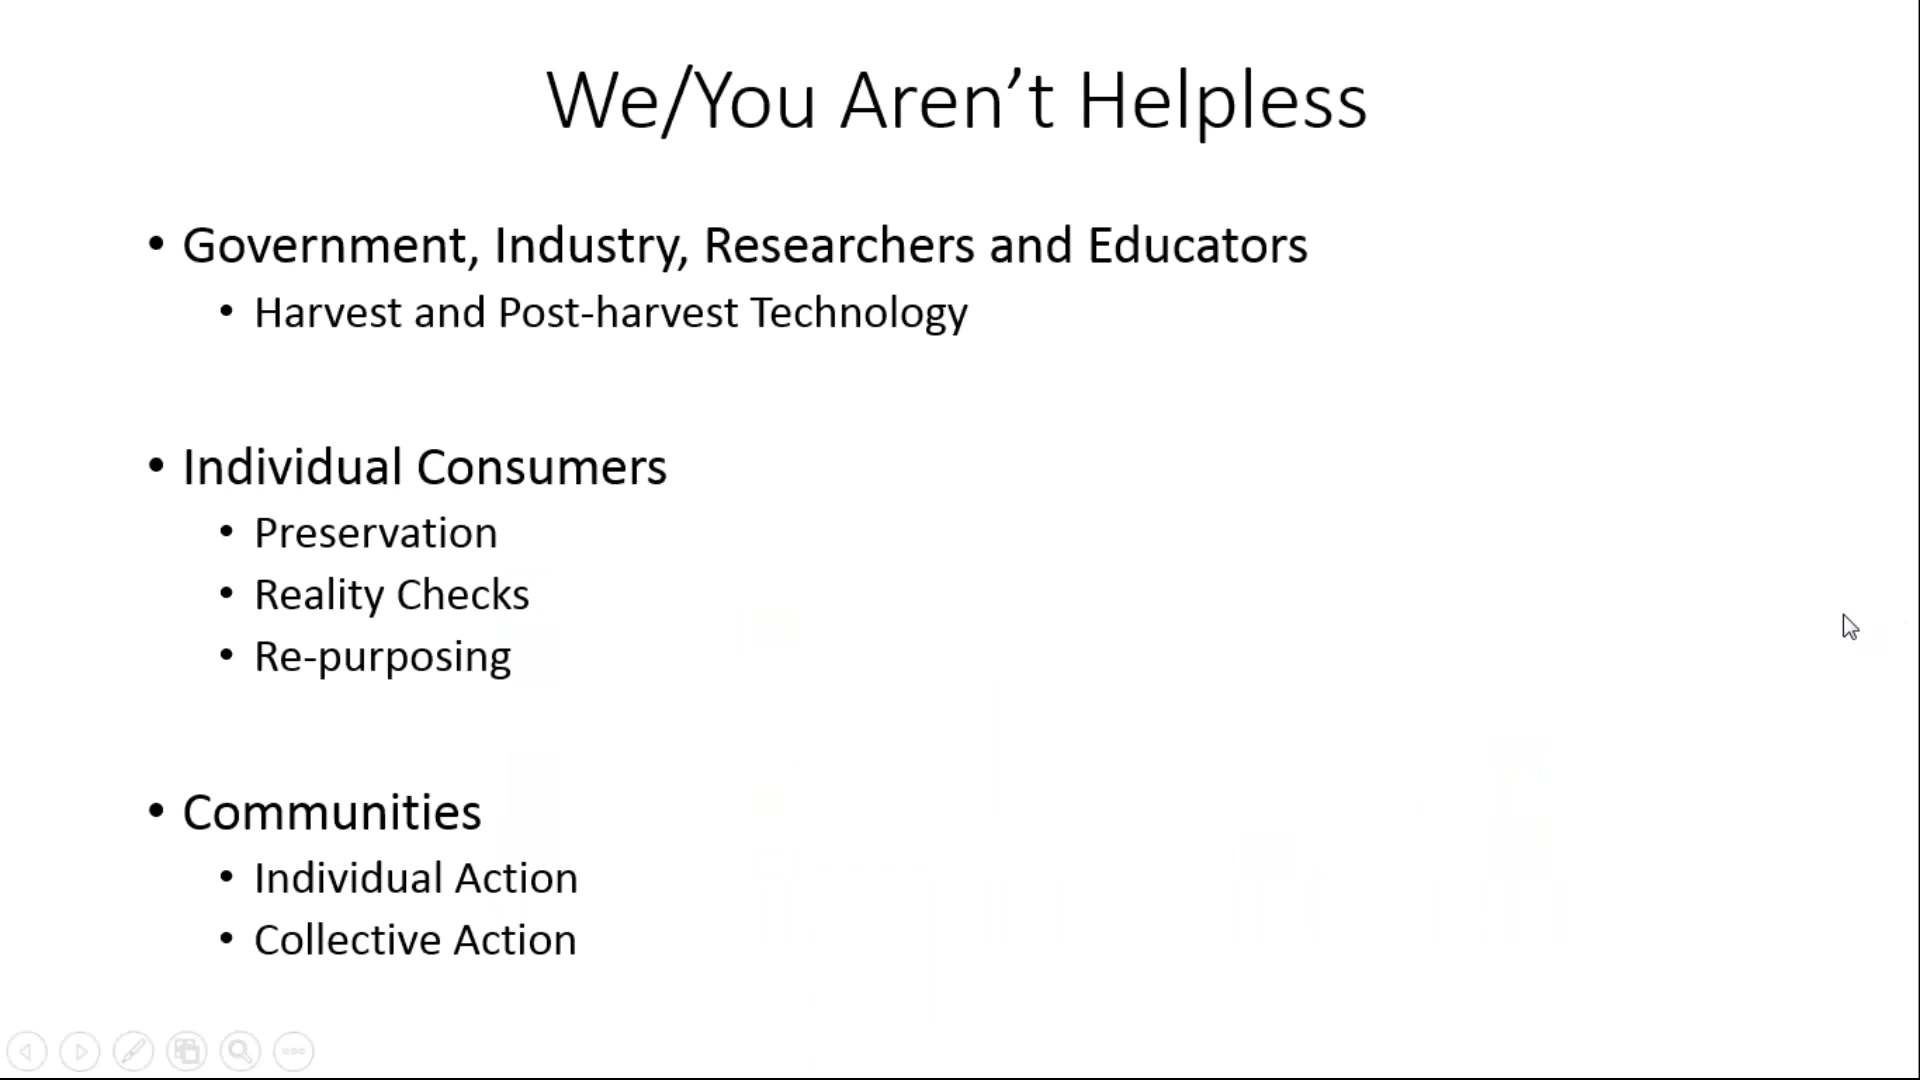 We/You Aren’t Helpless
• Government, Industry, Researchers and Educators
• Harvest and Post-harvest Technology
• Individual Consumers
• Preservation
• Reality Checks
• Re-purposing
• Communities
• Individual Action
• Collective Action